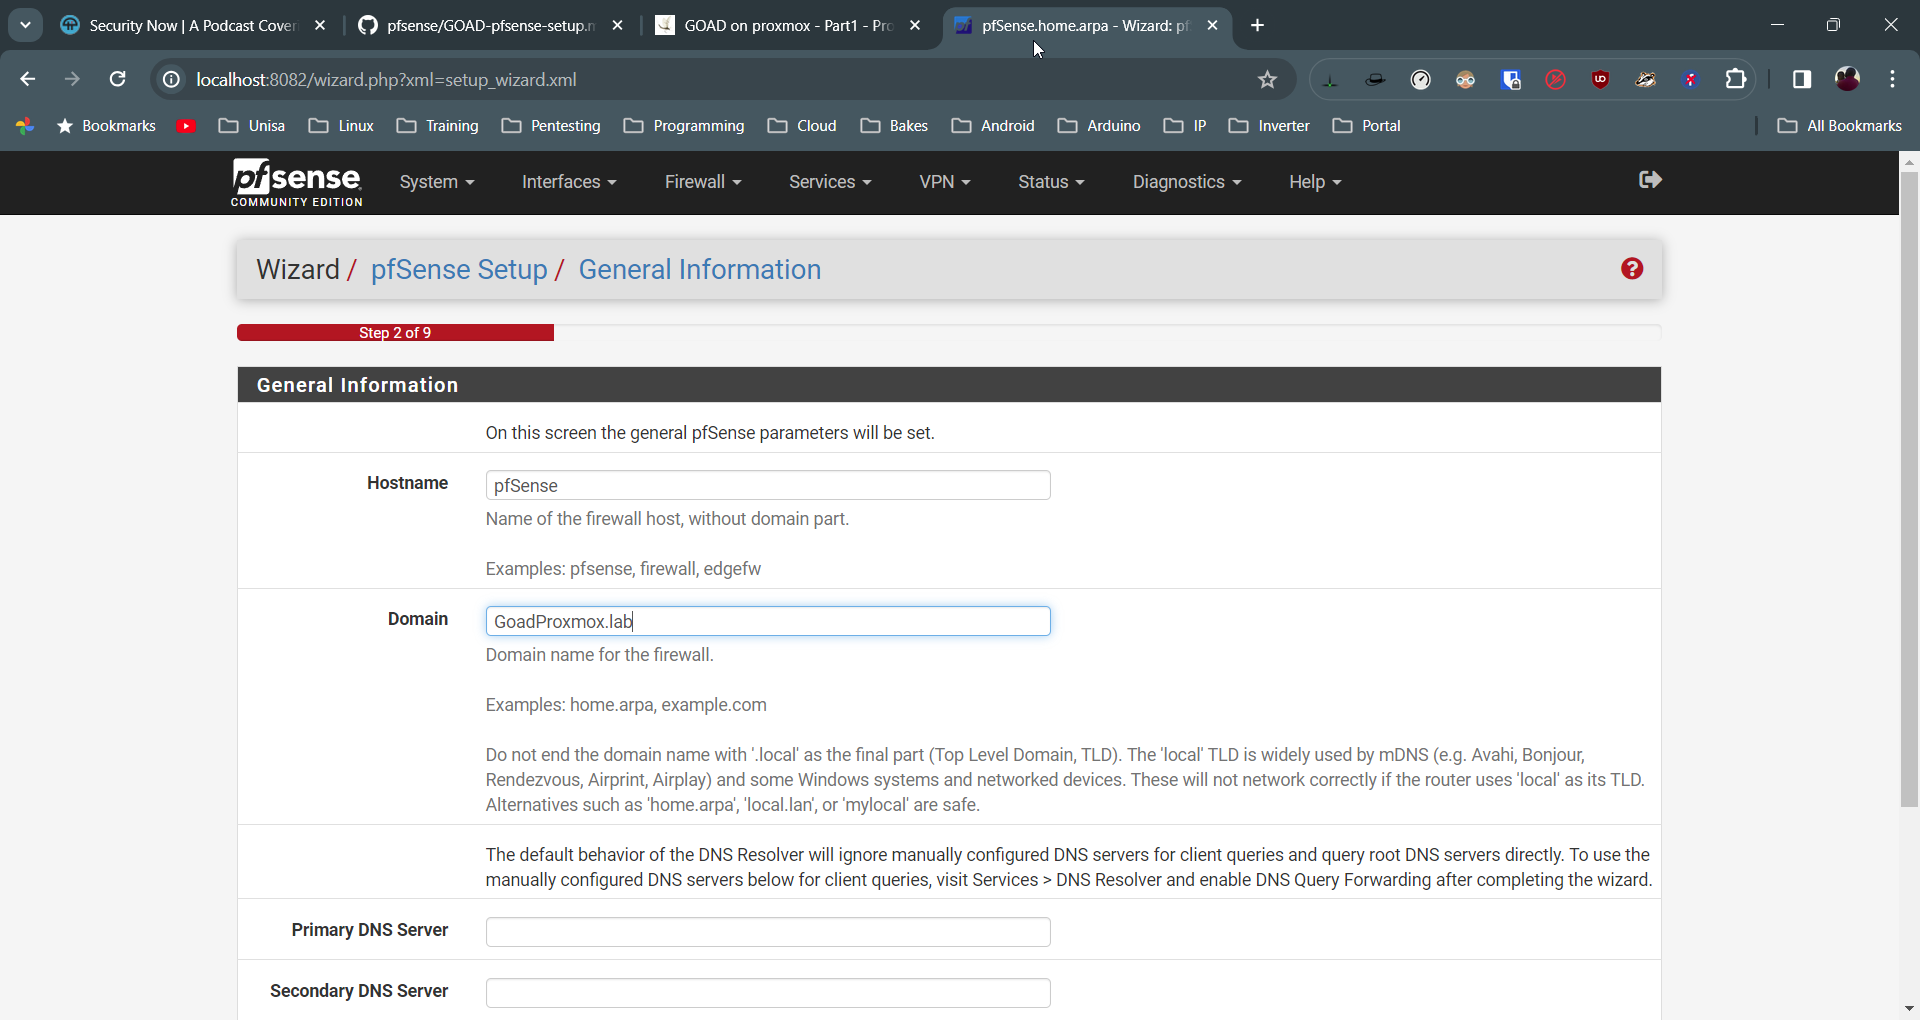 Security Now | A Podcast Cover
pfsense/GOAD-pfsense-setup.m
GOAD on proxmox - Part1 - Pro
pfSense.home.arpa - Wizard: pf
localhost:8082/wizard.php?xml=setup_wizard.xml
Bookmarks
Unisa
Linux
Training
Pentesting
Programming
Cloud
Bakes
Android
Arduino
IP
Inverter
Portal
All Bookmarks
pfsense
COMMUNITY EDITION
System
Interfaces
Firewall
Services
VPN
Status
Diagnostics
Help
Wizard / pfSense Setup / General Information
Step 2 of 9
General Information
On this screen the general pfSense parameters will be set.
Hostname
pfSense
Name of the firewall host, without domain part.
Examples: pfsense, firewall, edgefw
Domain
GoadProxmox.lab
Domain name for the firewall.
Examples: home.arpa, example.com
Do not end the domain name with '.local' as the final part (Top Level Domain, TLD). The 'local' TLD is widely used by mDNS (e.g. Avahi, Bonjour,
Rendezvous, Airprint, Airplay) and some Windows systems and networked devices. These will not network correctly if the router uses 'local' as its TLD.
Alternatives such as 'home.arpa', 'local.lan', or 'mylocal' are safe.
The default behavior of the DNS Resolver will ignore manually configured DNS servers for client queries and query root DNS servers directly. To use the
manually configured DNS servers below for client queries, visit Services > DNS Resolver and enable DNS Query Forwarding after completing the wizard.
Primary DNS Server
Secondary DNS Server